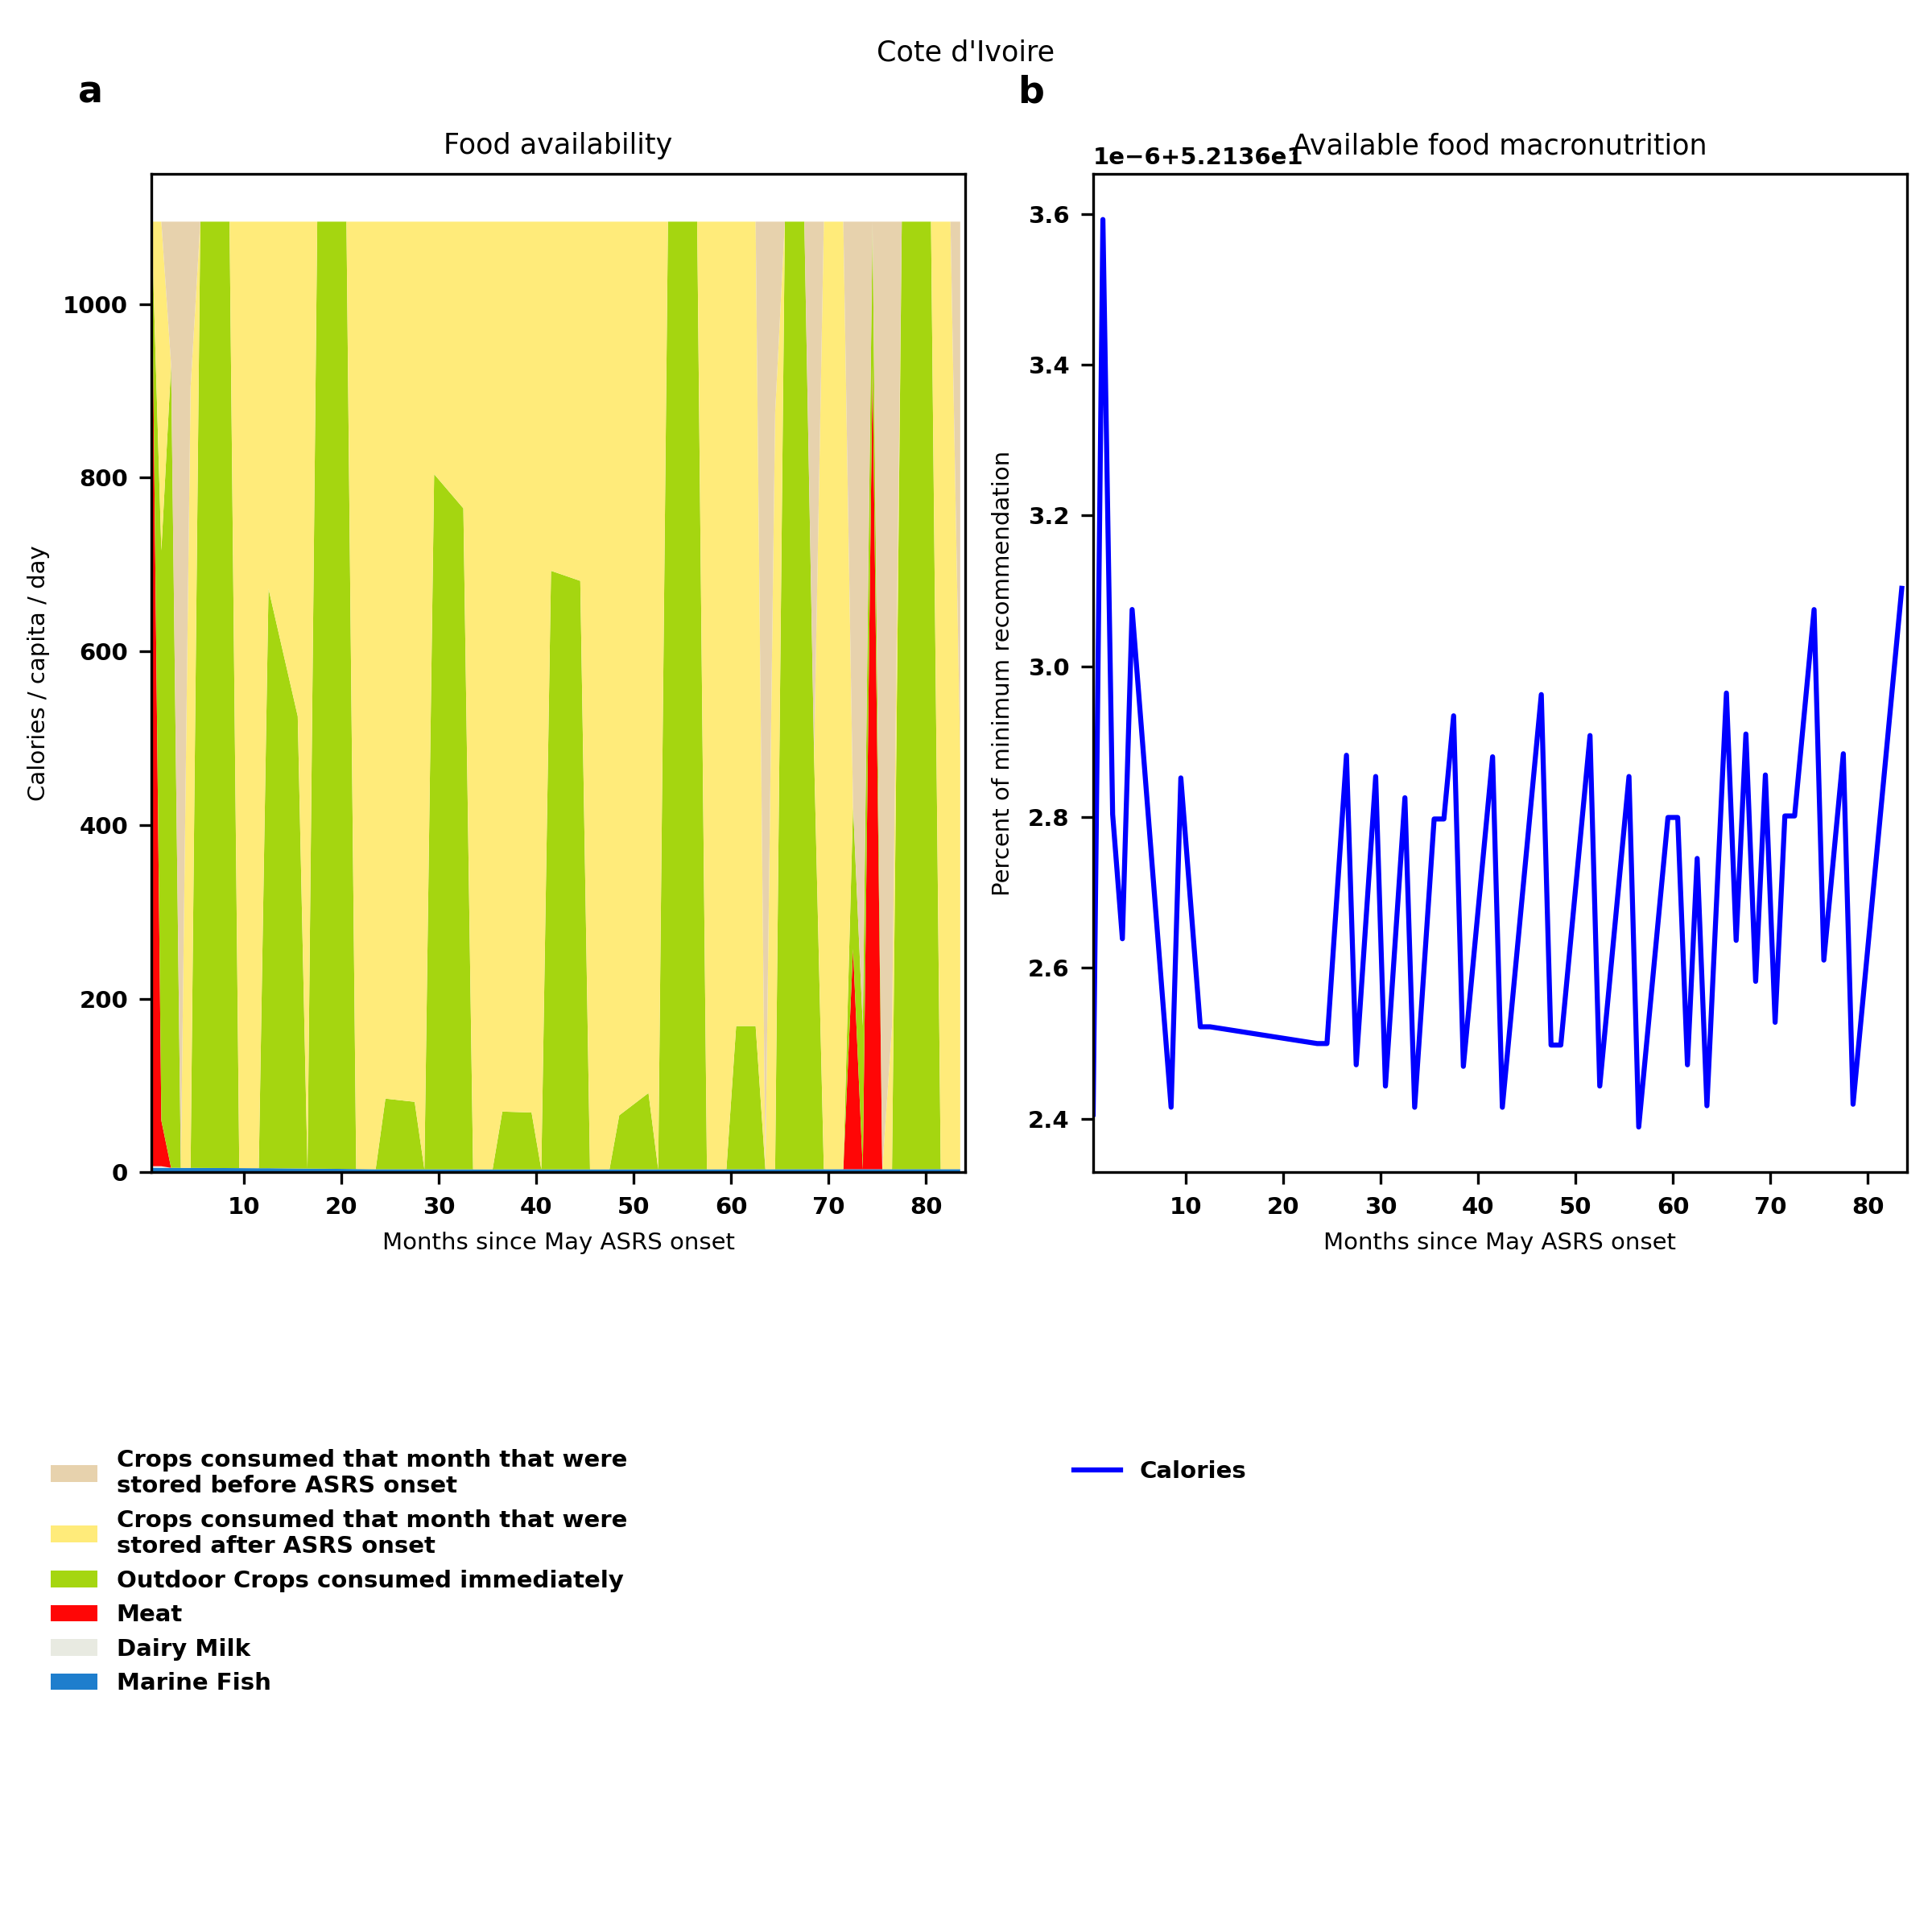 Cote d'Ivoire
a
b
Food availability
Available food macronutrition
1e−6+5.2136e1
Calories / capita / day
1000
800
600
400
200
0
10 20 30 40 50 60 70 80
Months since May ASRS onset
Percent of minimum recommendation
3.6
3.4
3.2
3.0
2.8
2.6
2.4
10 20 30 40 50 60 70 80
Months since May ASRS onset
Crops consumed that month that were
stored before ASRS onset
Crops consumed that month that were
stored after ASRS onset
Outdoor Crops consumed immediately
Meat
Dairy Milk
Marine Fish
Calories